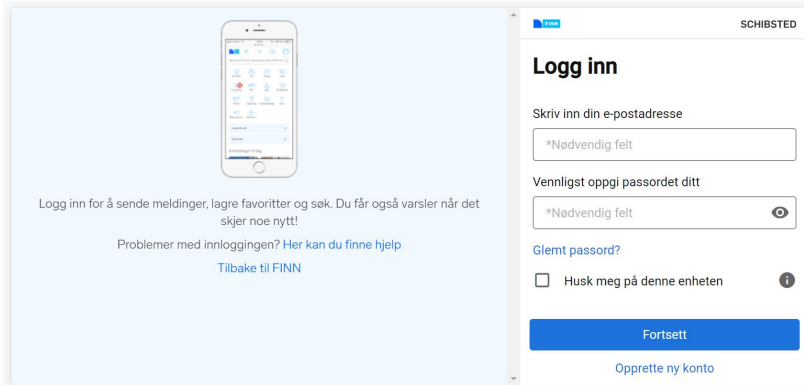 Logg inn for å sende meldinger, lagre favoritter og søk. Du får også varsler når det
skjer noe nytt!
Problemer med innloggingen? Her kan du finne hjelp
Tilbake til FINN
FINN
SCHIBSTED
Logg inn
Skriv inn din e-postadresse
*Nødvendig felt
Vennligst oppgi passordet ditt
*Nødvendig felt
Glemt passord?
Husk meg på denne enheten
Fortsett
Opprette ny konto